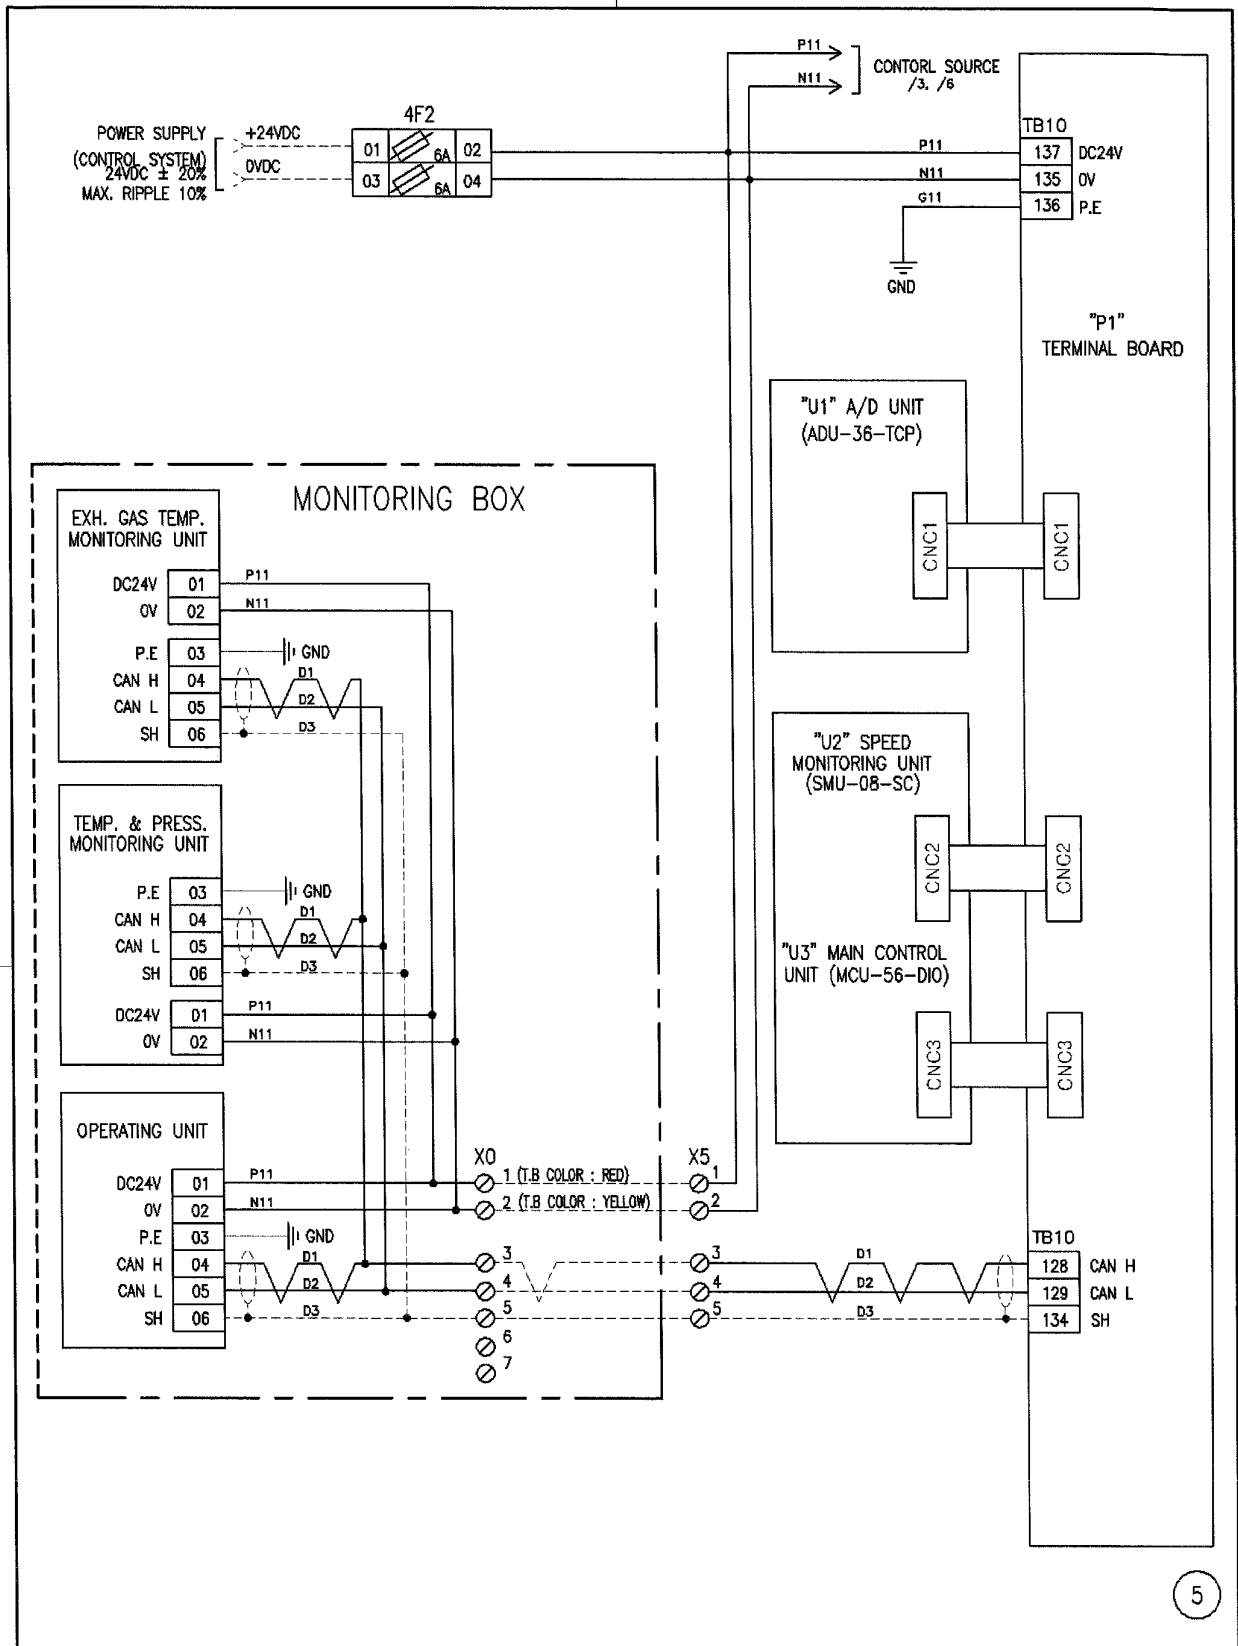 P11
N11
CONTORL SOURCE
/3, /6
4F2
POWER SUPPLY
(CONTROL SYSTEM)
24VDC ± 20%
MAX. RIPPLE 10%
+24VDC
0VDC
01
6A
02
03
6A
04
TB10
P11
137
DC24V
N11
135
0V
G11
136
P.E
GND
"P1"
TERMINAL BOARD
"U1" A/D UNIT
(ADU-36-TCP)
CNC1
CNC1
MONITORING BOX
EXH. GAS TEMP.
MONITORING UNIT
DC24V 01 P11
0V 02 N11
P.E 03 GND
CAN H 04 D1
CAN L 05 D2
SH 06 D3
"U2" SPEED
MONITORING UNIT
(SMU-08-SC)
CNC2
CNC2
TEMP. & PRESS.
MONITORING UNIT
P.E 03 GND
CAN H 04 D1
CAN L 05 D2
SH 06 D3
DC24V 01 P11
0V 02 N11
"U3" MAIN CONTROL
UNIT (MCU-56-DIO)
CNC3
CNC3
OPERATING UNIT
X0
X5
DC24V 01 P11 1 (T.B COLOR : RED) 1
0V 02 N11 2 (T.B COLOR : YELLOW) 2
P.E 03 GND
TB10
CAN H 04 D1 3 3 D1 128 CAN H
CAN L 05 D2 4 4 D2 129 CAN L
SH 06 D3 5 5 D3 134 SH
6
7
5